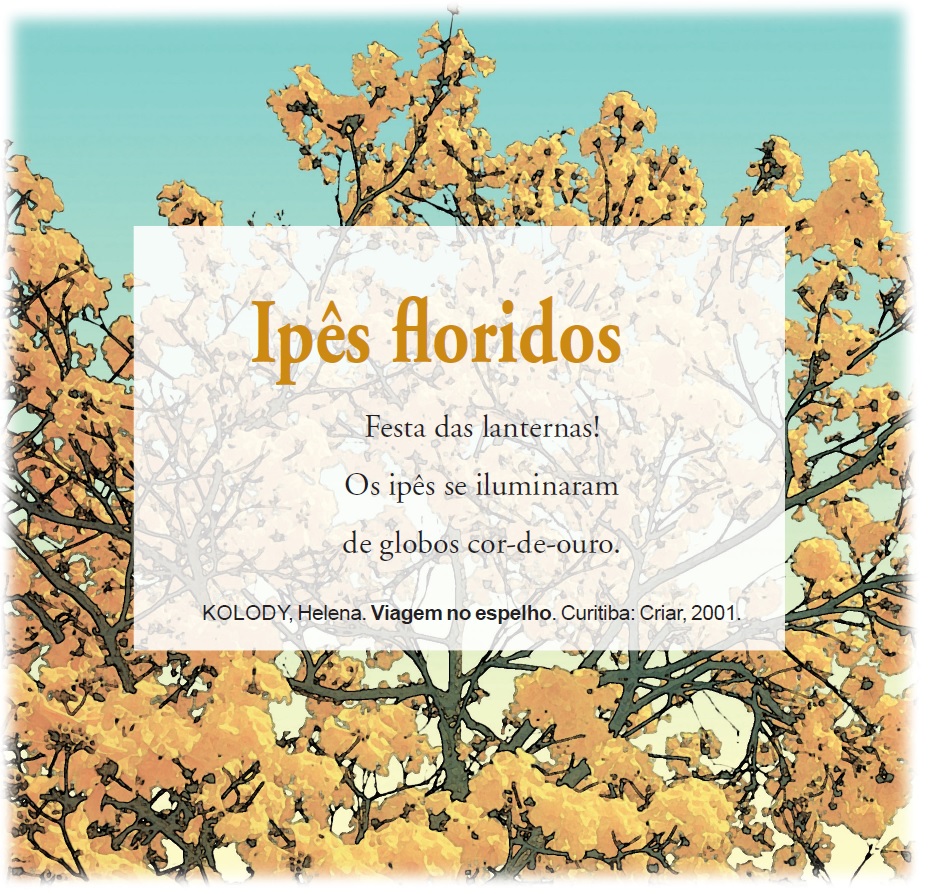 Ipês floridos
Festa das lanternas!
Os ipês se iluminaram
de globos cor-de-ouro.
KOLODY, Helena. Viagem no espelho. Curitiba: Criar, 2001.